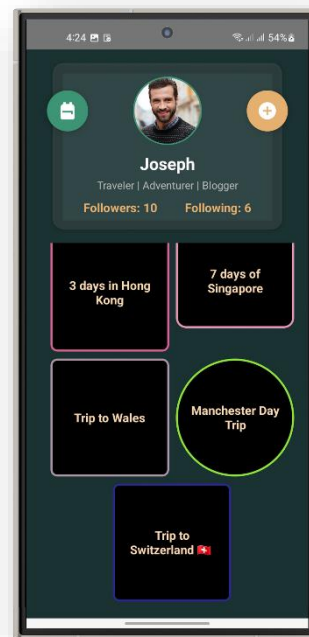 4:24
54%
Joseph
Traveler | Adventurer | Blogger
Followers: 10 Following: 6
3 days in Hong
Kong
7 days of
Singapore
Trip to Wales
Manchester Day
Trip
Trip to
Switzerland 🇨🇭